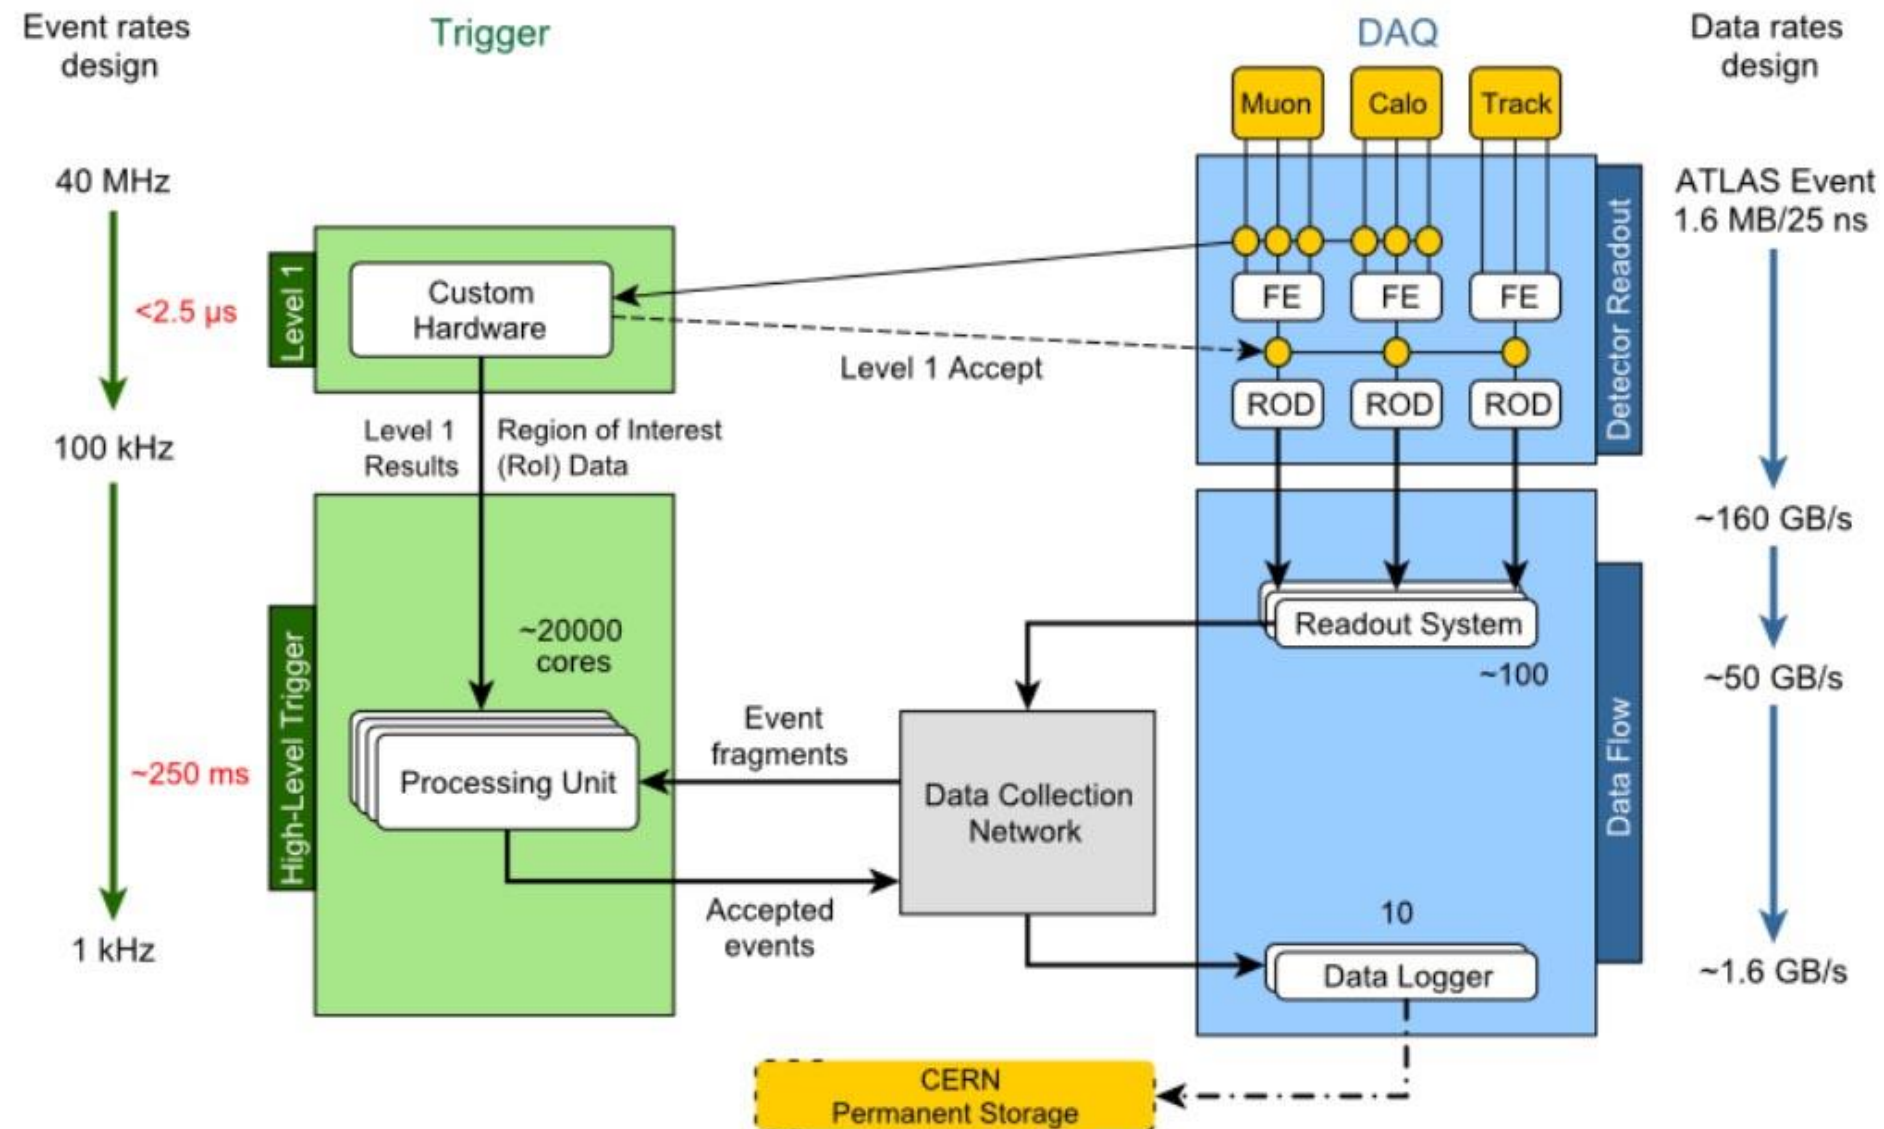 Event rates
design
Trigger
DAQ
Data rates
design
Muon
Calo
Track
40 MHz
ATLAS Event
1.6 MB/25 ns
Level 1
<2.5 µs
Custom
Hardware
FE
FE
FE
Level 1 Accept
ROD
ROD
ROD
Detector Readout
100 kHz
Level 1
Results
Region of Interest
(RoI) Data
~160 GB/s
High-Level Trigger
~20000
cores
Readout System
~100
~50 GB/s
~250 ms
Processing Unit
Event
fragments
Data Collection
Network
Data Flow
Accepted
events
10
1 kHz
Data Logger
~1.6 GB/s
CERN
Permanent Storage